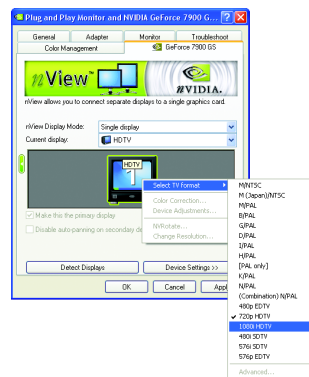 Plug and Play Monitor and NVIDIA GeForce 7900 G...
General Adapter Monitor Troubleshoot
Color Management GeForce 7900 GS
nView™
nVIDIA.
nView allows you to connect separate displays to a single graphics card.
nView Display Mode: Single display
Current display: HDTV
HDTV
Select TV format
Color Correction...
Device Adjustments...
NVRotate...
Change Resolution...
M/NTSC
M (Japan)/NTSC
M/PAL
B/PAL
G/PAL
D/PAL
I/PAL
H/PAL
[PAL only]
K/PAL
N/PAL
(Combination) N/PAL
480p EDTV
720p HDTV
1080i HDTV
480i SDTV
576i SDTV
576p EDTV
Advanced...
Make this the primary display
Disable auto-panning on secondary de
Detect Displays Device Settings >>
OK Cancel Appl